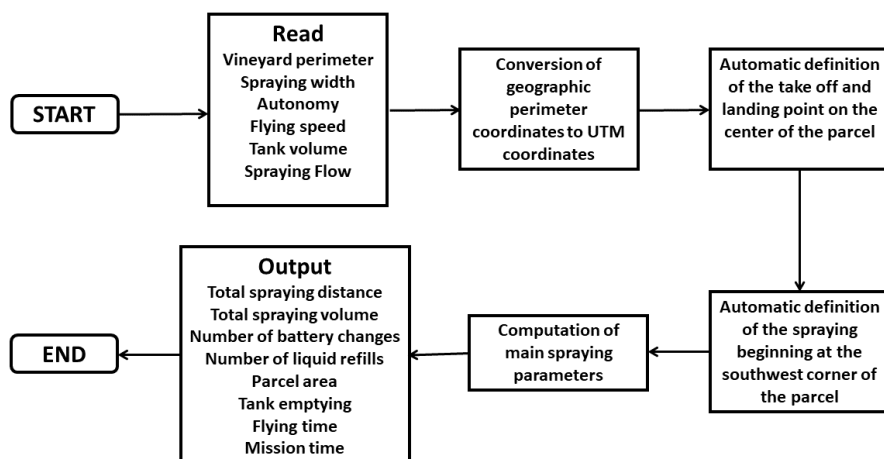 START
Read
Vineyard perimeter
Spraying width
Autonomy
Flying speed
Tank volume
Spraying Flow
Conversion of
geographic
perimeter
coordinates to UTM
coordinates
Automatic definition
of the take off and
landing point on the
center of the parcel
Automatic definition
of the spraying
beginning at the
southwest corner of
the parcel
Computation of
main spraying
parameters
Output
Total spraying distance
Total spraying volume
Number of battery changes
Number of liquid refills
Parcel area
Tank emptying
Flying time
Mission time
END